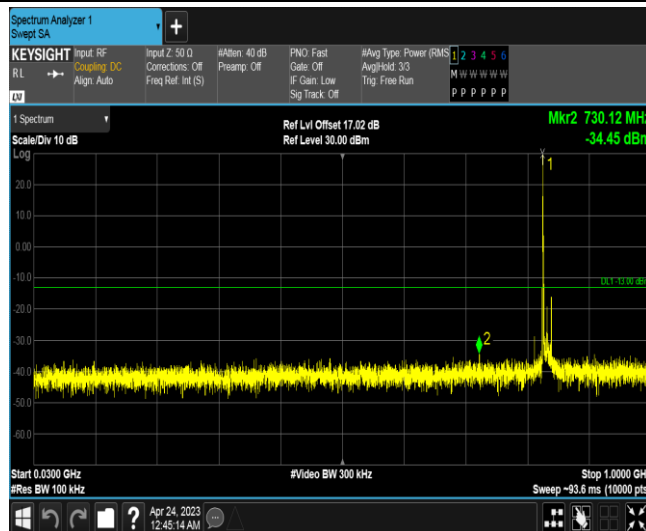 Spectrum Analyzer 1
Swept SA
+
KEYSIGHT
RL
LXI
Input: RF
Coupling: DC
Align: Auto
Input Z: 50 Ω
Corrections: Off
Freq Ref: Int (S)
#Atten: 40 dB
Preamp: Off
PNO: Fast
Gate: Off
IF Gain: Low
Sig Track: Off
#Avg Type: Power (RMS
Avg|Hold: 3/3
Trig: Free Run
1 2 3 4 5 6
M W W W W W
P P P P P P
1 Spectrum
Scale/Div 10 dB
Ref Lvl Offset 17.02 dB
Ref Level 30.00 dBm
Mkr2 730.12 MHz
-34.45 dBm
Log
1
20.0
10.0
0.00
-10.0
DL1 -13.00 dBm
-20.0
-30.0
2
-40.0
-50.0
-60.0
Start 0.0300 GHz
#Res BW 100 kHz
#Video BW 300 kHz
Stop 1.0000 GH
Sweep ~93.6 ms (10000 pts
?
Apr 24, 2023
12:45:14 AM